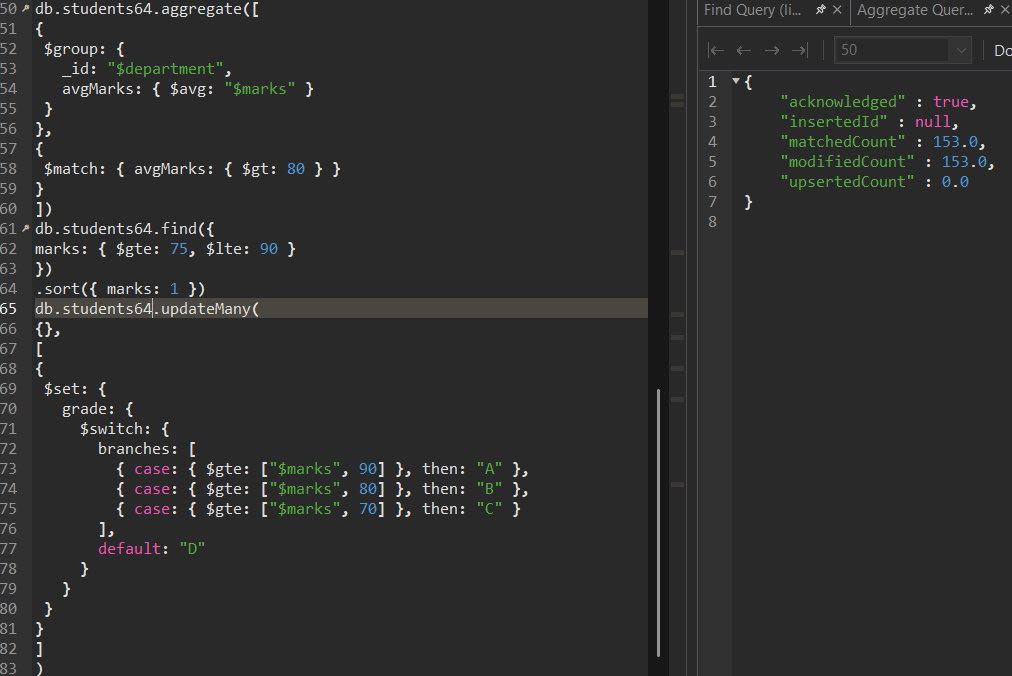 50 db.students64.aggregate([
51 {
52 $group: {
53 _id: "$department",
54 avgMarks: { $avg: "$marks" }
55 }
56 },
57 {
58 $match: { avgMarks: { $gt: 80 } }
59 }
60 ])
61 db.students64.find({
62 marks: { $gte: 75, $lte: 90 }
63 })
64 .sort({ marks: 1 })
65 db.students64.updateMany(
66 {},
67 [
68 {
69 $set: {
70 grade: {
71 $switch: {
72 branches: [
73 { case: { $gte: ["$marks", 90] }, then: "A" },
74 { case: { $gte: ["$marks", 80] }, then: "B" },
75 { case: { $gte: ["$marks", 70] }, then: "C" }
76 ],
77 default: "D"
78 }
79 }
80 }
81 }
82 ]
83 )
Find Query (li... Aggregate Quer...
50 Do
1 {
2 "acknowledged" : true,
3 "insertedId" : null,
4 "matchedCount" : 153.0,
5 "modifiedCount" : 153.0,
6 "upsertedCount" : 0.0
7 }
8